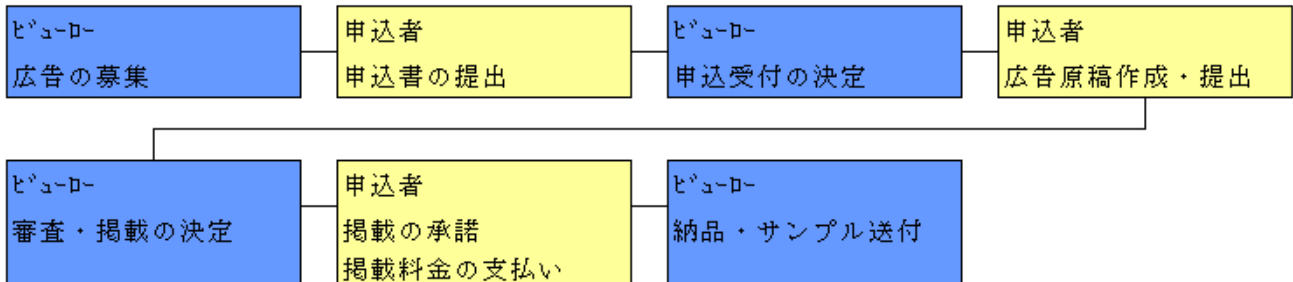 ﾋﾞｭｰﾛｰ
広告の募集
申込者
申込書の提出
ﾋﾞｭｰﾛｰ
申込受付の決定
申込者
広告原稿作成・提出
ﾋﾞｭｰﾛｰ
審査・掲載の決定
申込者
掲載の承諾
掲載料金の支払い
ﾋﾞｭｰﾛｰ
納品・サンプル送付